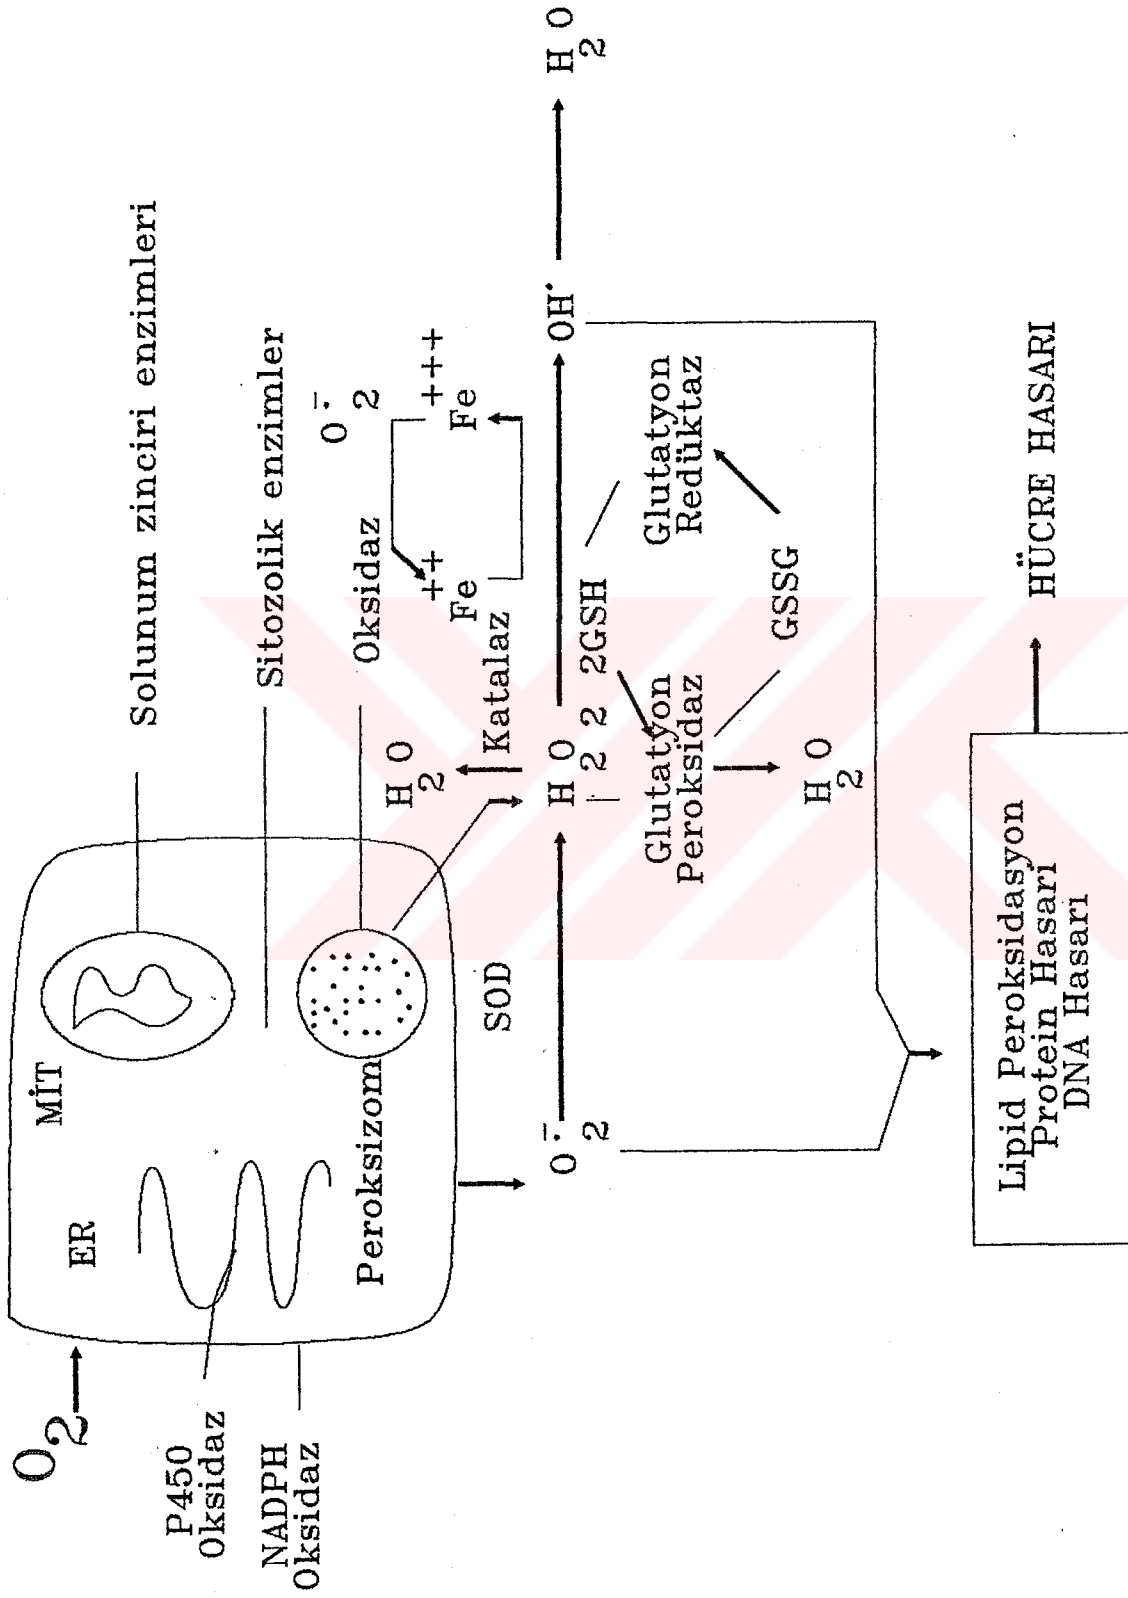 O2
P450
Oksidaz
NADPH
Oksidaz
ER
MİT
Peroksizom
Solunum zinciri enzimleri
Sitozolik enzimler
Oksidaz
O2-·
Fe++
Fe+++
SOD
Katalaz
H2O
O2-·
H2O2
2GSH
OH·
H2O
Glutatyon
Peroksidaz
Glutatyon
Redüktaz
GSSG
H2O
Lipid Peroksidasyon
Protein Hasarı
DNA Hasarı
HÜCRE HASARI